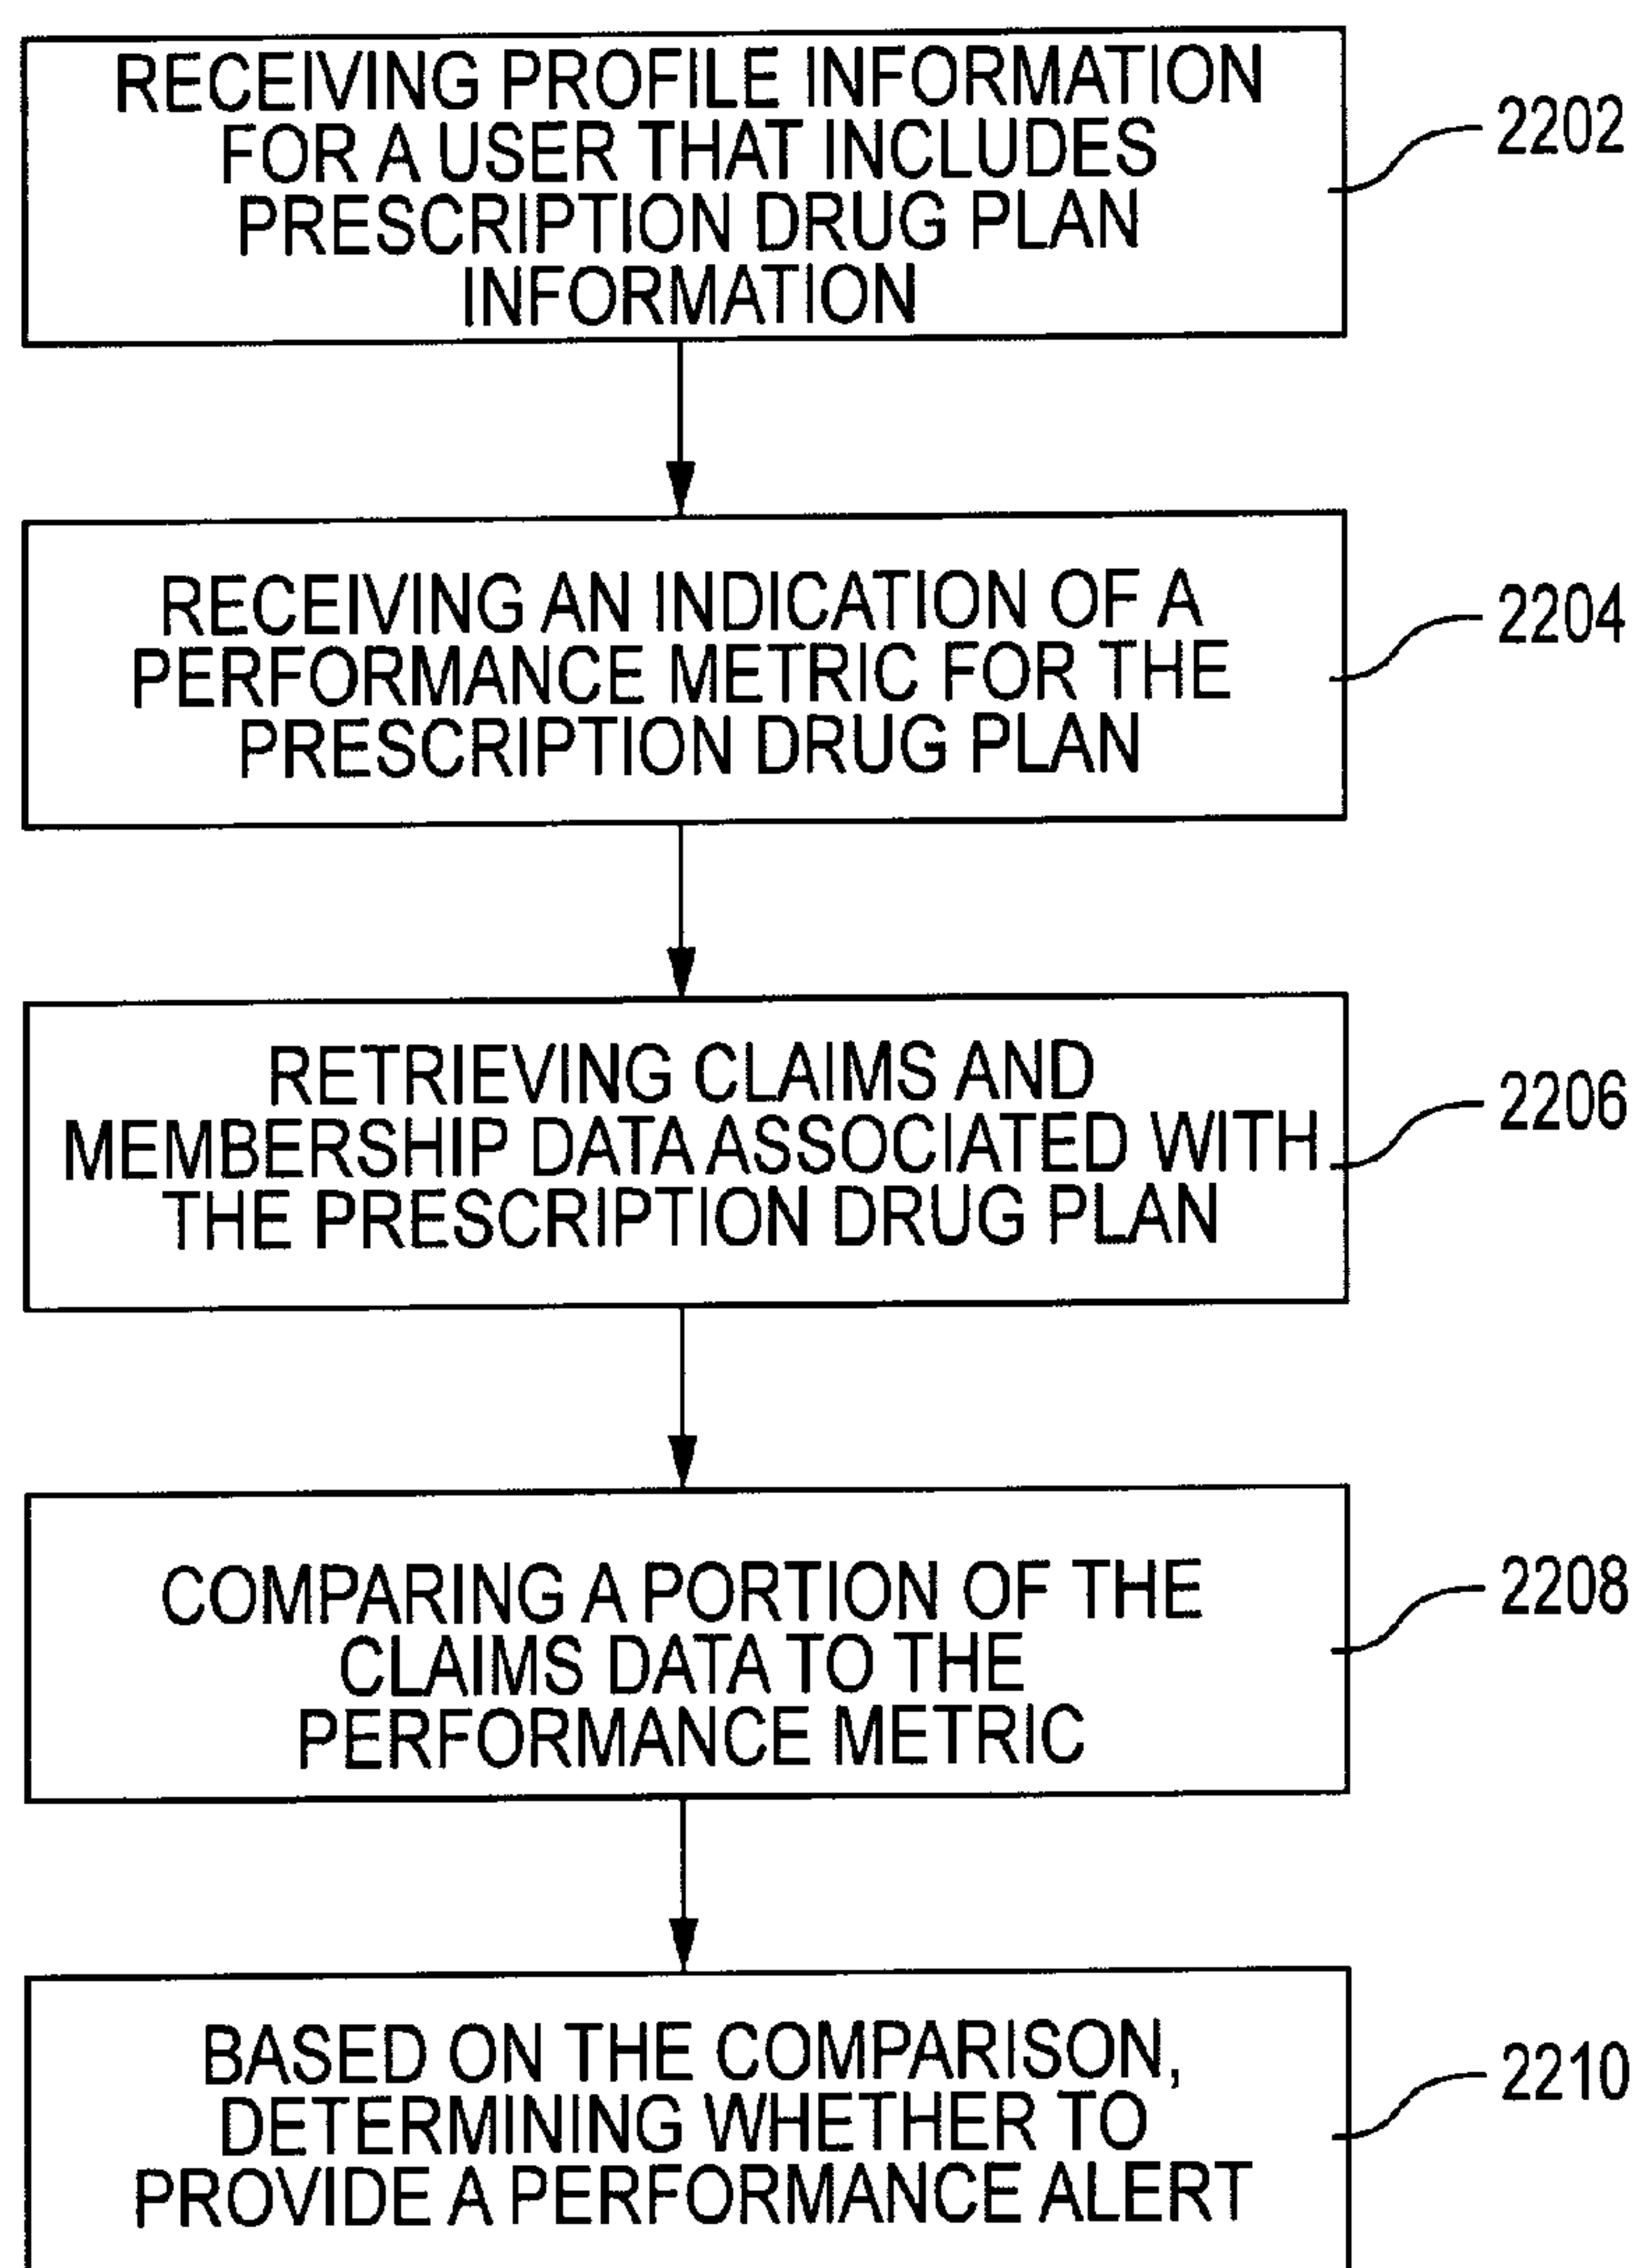 RECEIVING PROFILE INFORMATION
FOR A USER THAT INCLUDES
PRESCRIPTION DRUG PLAN
INFORMATION
2202
RECEIVING AN INDICATION OF A
PERFORMANCE METRIC FOR THE
PRESCRIPTION DRUG PLAN
2204
RETRIEVING CLAIMS AND
MEMBERSHIP DATA ASSOCIATED WITH
THE PRESCRIPTION DRUG PLAN
2206
COMPARING A PORTION OF THE
CLAIMS DATA TO THE
PERFORMANCE METRIC
2208
BASED ON THE COMPARISON,
DETERMINING WHETHER TO
PROVIDE A PERFORMANCE ALERT
2210